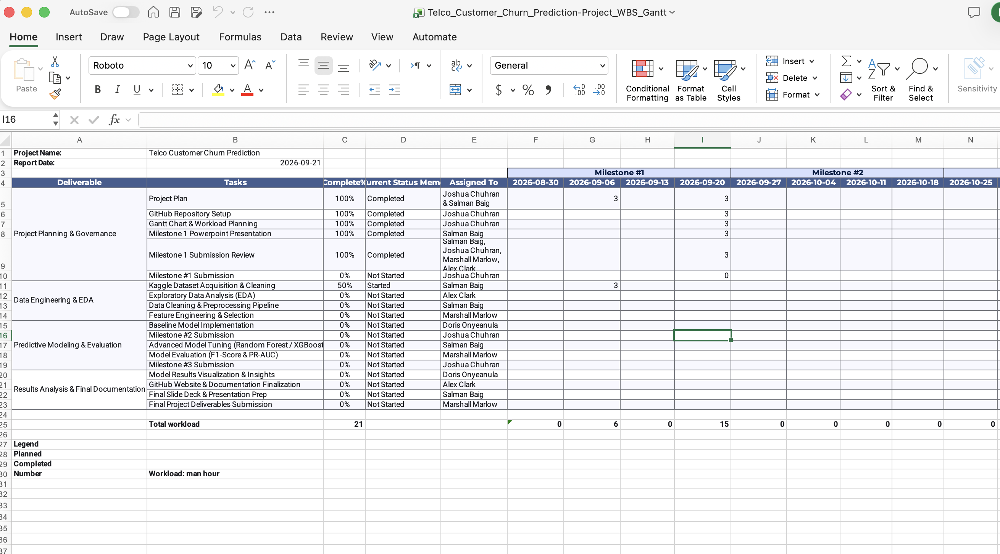 AutoSave
Telco_Customer_Churn_Prediction-Project_WBS_Gantt
Home Insert Draw Page Layout Formulas Data Review View Automate
Paste
Roboto 10
B I U
General
$ % 9
Conditional Formatting
Format as Table
Cell Styles
Insert
Delete
Format
Sort & Filter
Find & Select
Sensitivity
I16 fx
A B C D E F G H I J K L M N
1 Project Name: Telco Customer Churn Prediction
2 Report Date: 2026-09-21
3 Milestone #1 Milestone #2
4 Deliverable Tasks Complete% urrent Status Mem Assigned To 2026-08-30 2026-09-06 2026-09-13 2026-09-20 2026-09-27 2026-10-04 2026-10-11 2026-10-18 2026-10-25
5 Project Plan 100% Completed Joshua Chuhran & Salman Baig 3 3
6 GitHub Repository Setup 100% Completed Joshua Chuhran 3
7 Gantt Chart & Workload Planning 100% Completed Joshua Chuhran 3
8 Project Planning & Governance Milestone 1 Powerpoint Presentation 100% Completed Salman Baig 3
9 Milestone 1 Submission Review 100% Completed Salman Baig, Joshua Chuhran, Marshall Marlow, Alex Clark 3
10 Milestone #1 Submission 0% Not Started Joshua Chuhran 0
11 Kaggle Dataset Acquisition & Cleaning 50% Started Salman Baig 3
12 Data Engineering & EDA Exploratory Data Analysis (EDA) 0% Not Started Alex Clark
13 Data Cleaning & Preprocessing Pipeline 0% Not Started Salman Baig
14 Feature Engineering & Selection 0% Not Started Marshall Marlow
15 Baseline Model Implementation 0% Not Started Doris Onyeanula
16 Milestone #2 Submission 0% Not Started Joshua Chuhran
17 Predictive Modeling & Evaluation Advanced Model Tuning (Random Forest / XGBoost 0% Not Started Salman Baig
18 Model Evaluation (F1-Score & PR-AUC) 0% Not Started Marshall Marlow
19 Milestone #3 Submission 0% Not Started Joshua Chuhran
20 Model Results Visualization & Insights 0% Not Started Doris Onyeanula
21 Results Analysis & Final Documentation GitHub Website & Documentation Finalization 0% Not Started Alex Clark
22 Final Slide Deck & Presentation Prep 0% Not Started Salman Baig
23 Final Project Deliverables Submission 0% Not Started Marshall Marlow
24
25 Total workload 21 0 6 0 15 0 0 0 0 0
26
27 Legend
28 Planned
29 Completed
30 Number Workload: man hour
31
32
33
34
35
36
37